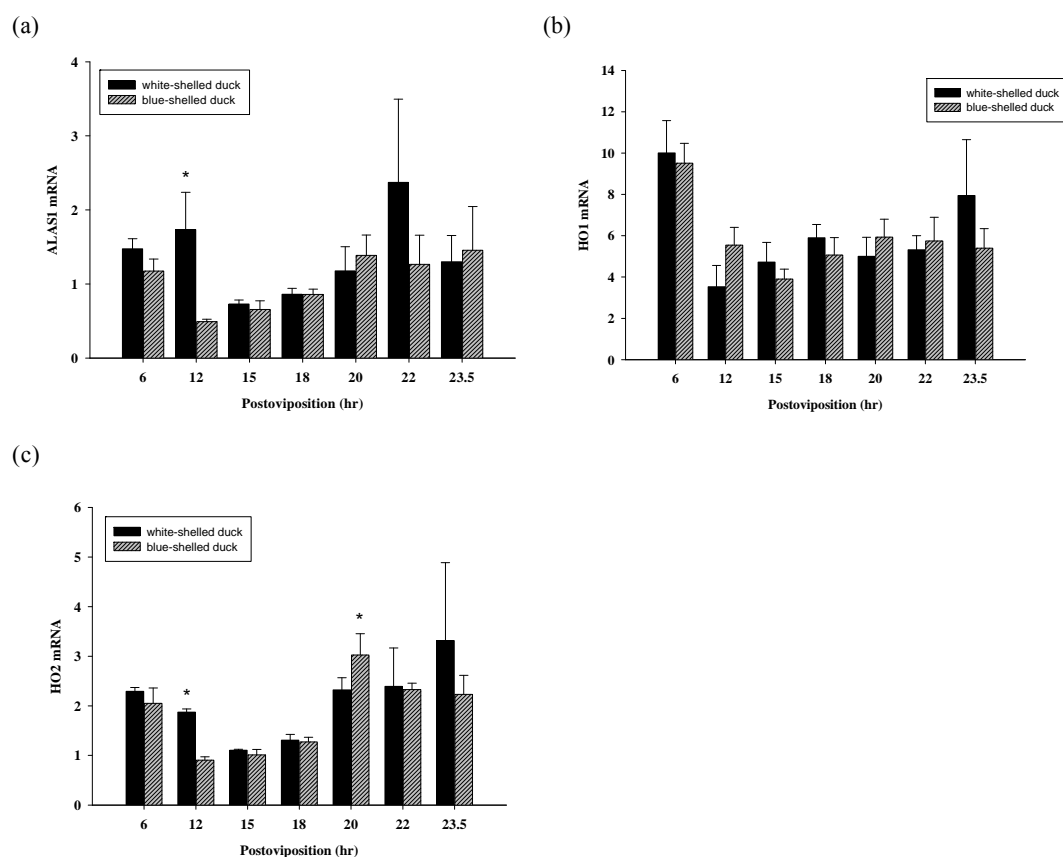 (a)
4
3
2
1
0
ALAS1 mRNA
white-shelled duck
blue-shelled duck
*
6 12 15 18 20 22 23.5
Postoviposition (hr)
(b)
14
12
10
8
6
4
2
0
HO1 mRNA
white-shelled duck
blue-shelled duck
6 12 15 18 20 22 23.5
Postoviposition (hr)
(c)
6
5
4
3
2
1
0
HO2 mRNA
white-shelled duck
blue-shelled duck
*
*
6 12 15 18 20 22 23.5
Postoviposition (hr)